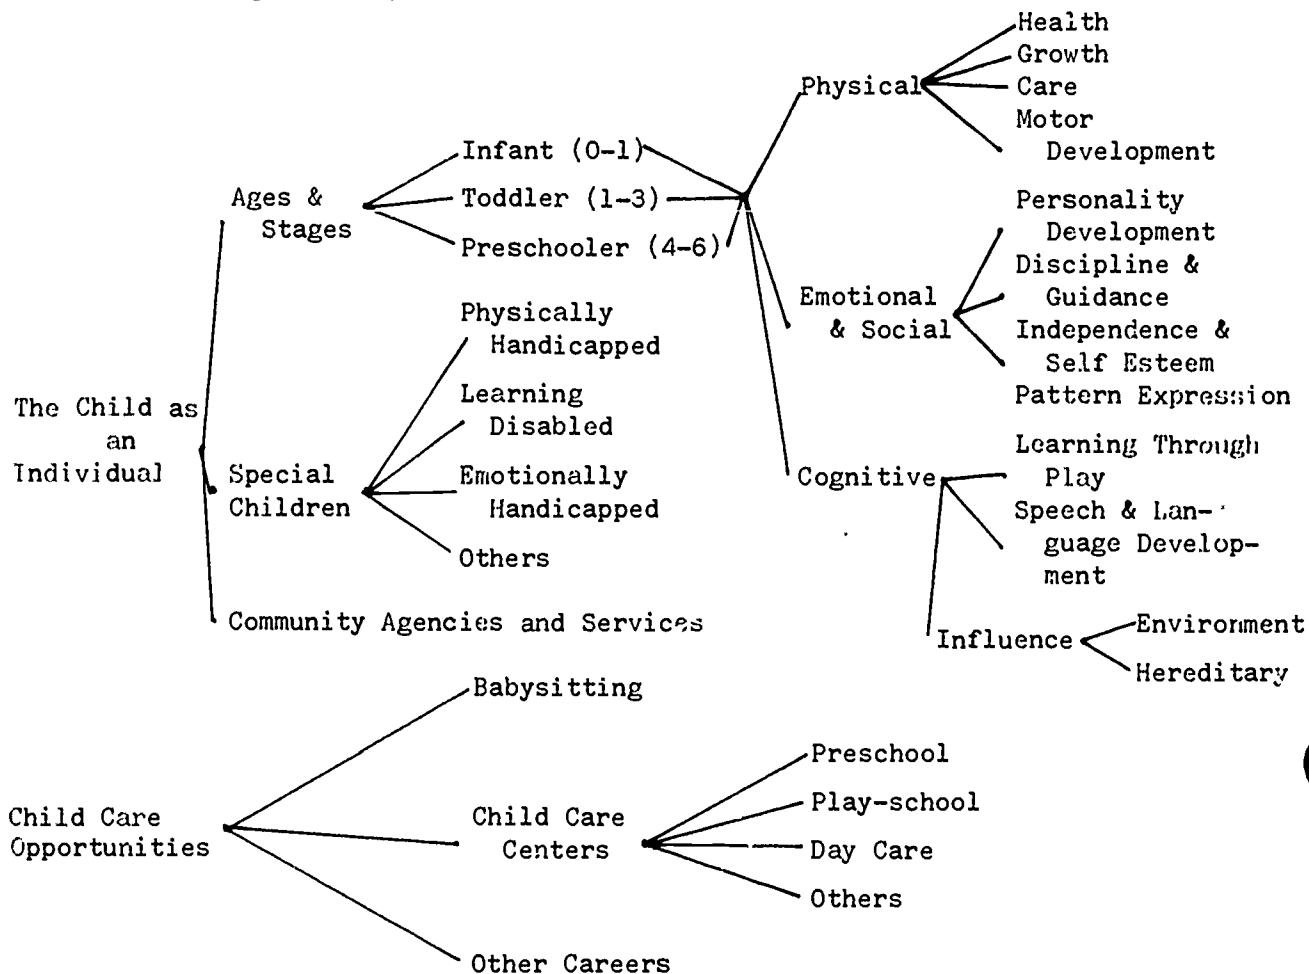 Health
Growth
Physical
Care
Motor
Development
Infant (0-1)
Ages &
Stages
Toddler (1-3)
Preschooler (4-6)
Personality
Development
Discipline &
Guidance
Emotional
& Social
Independence &
Self Esteem
Pattern Expression
Physically
Handicapped
Learning
Disabled
The Child as
an
Individual
Special
Children
Emotionally
Handicapped
Others
Cognitive
Learning Through
Play
Speech & Lan-
guage Develop-
ment
Community Agencies and Services
Influence
Environment
Hereditary
Babysitting
Child Care
Opportunities
Child Care
Centers
Preschool
Play-school
Day Care
Others
Other Careers